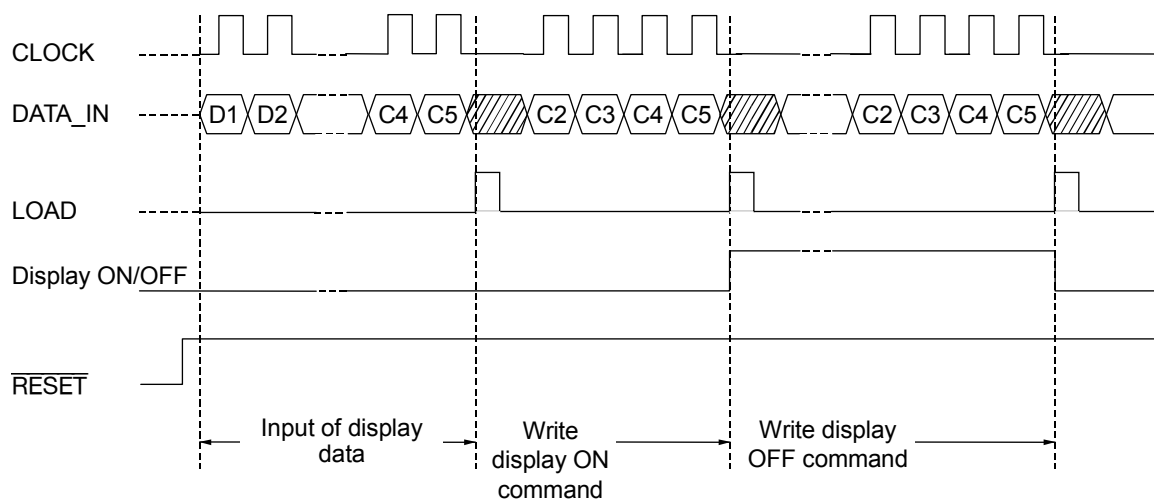 CLOCK
DATA_IN D1 D2 C4 C5 C2 C3 C4 C5 C2 C3 C4 C5
LOAD
Display ON/OFF
RESET
Input of display
data
Write
display ON
command
Write display
OFF command